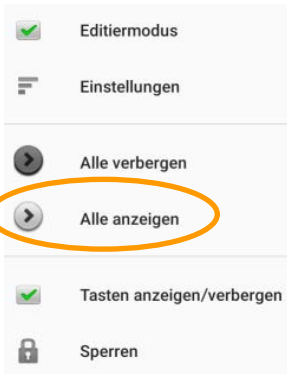 Editiermodus
Einstellungen
Alle verbergen
Alle anzeigen
Tasten anzeigen/verbergen
Sperren